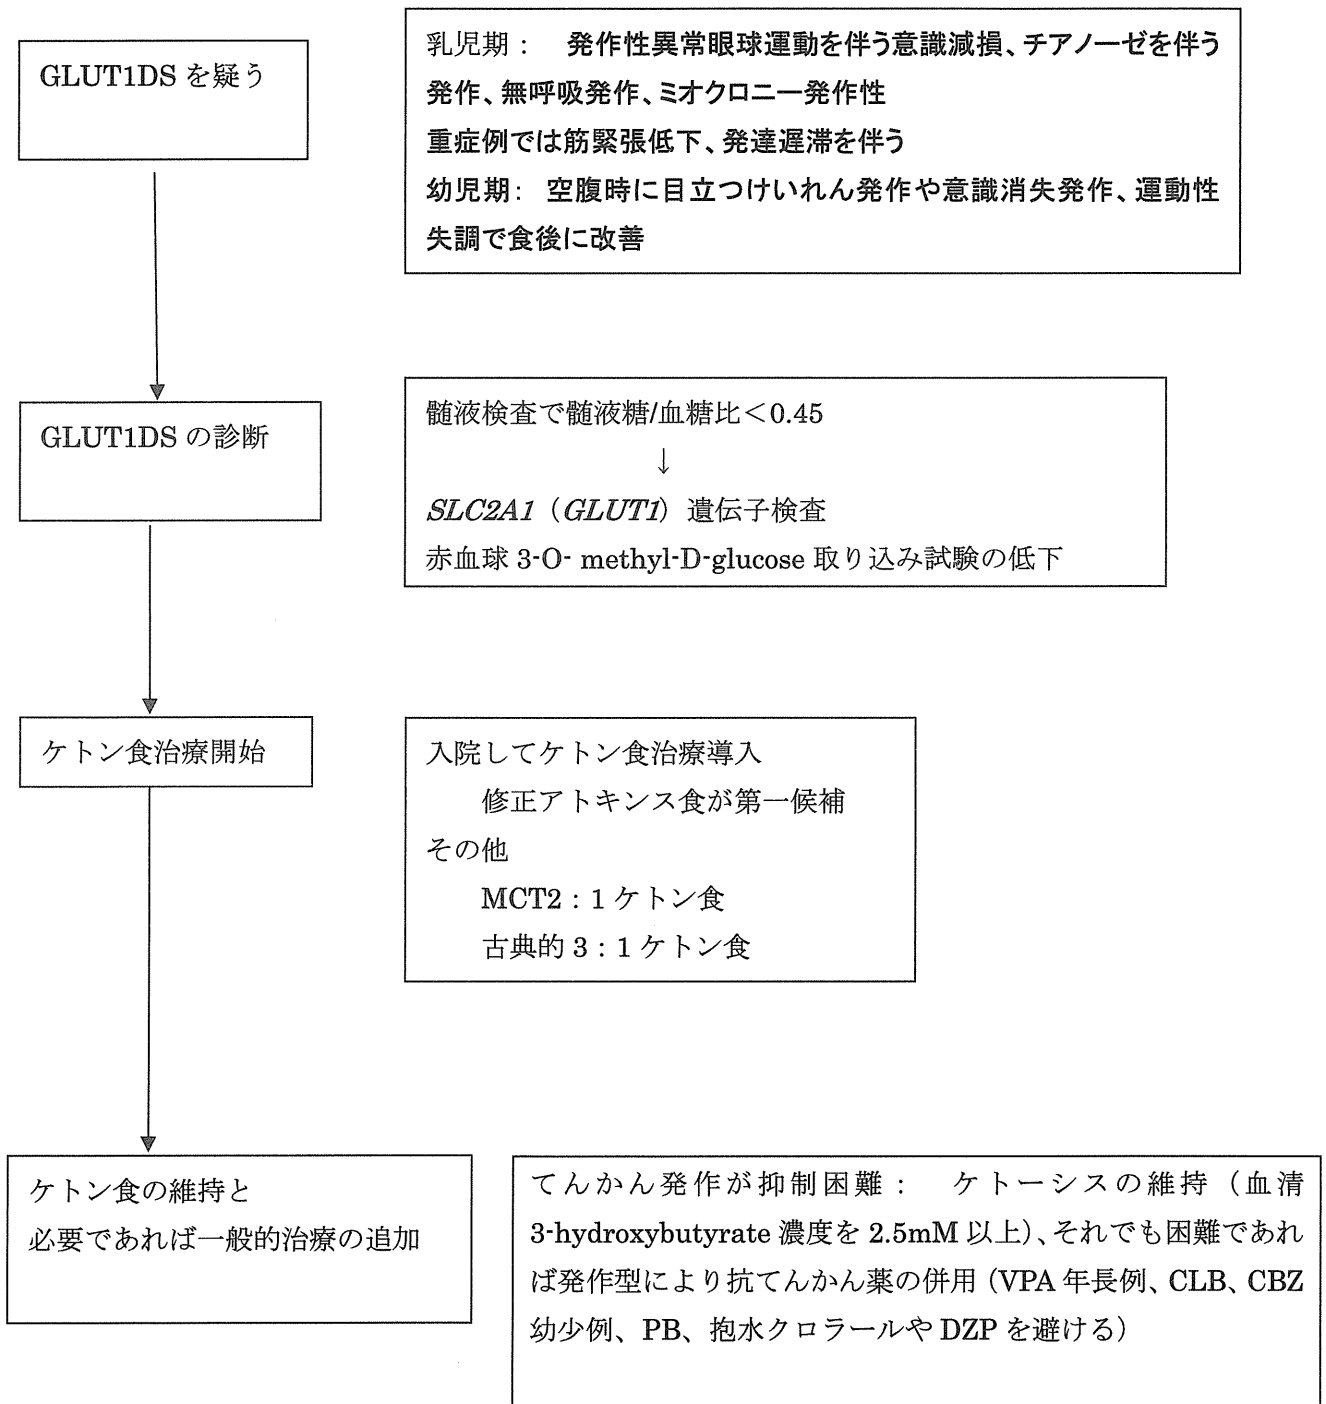 GLUT1DS を疑う
乳児期： 発作性異常眼球運動を伴う意識減損、チアノーゼを伴う
発作、無呼吸発作、ミオクロニー発作性
重症例では筋緊張低下、発達遅滞を伴う
幼児期： 空腹時に目立つけいれん発作や意識消失発作、運動性
失調で食後に改善
GLUT1DS の診断
髄液検査で髄液糖/血糖比＜0.45
↓
SLC2A1（GLUT1）遺伝子検査
赤血球 3-O- methyl-D-glucose 取り込み試験の低下
ケトン食治療開始
入院してケトン食治療導入
修正アトキンス食が第一候補
その他
MCT2：1 ケトン食
古典的 3：1 ケトン食
ケトン食の維持と
必要であれば一般的治療の追加
てんかん発作が抑制困難： ケトーシスの維持（血清
3-hydroxybutyrate 濃度を 2.5mM 以上）、それでも困難であれ
ば発作型により抗てんかん薬の併用（VPA 年長例、CLB、CBZ
幼少例、PB、抱水クロラールや DZP を避ける）